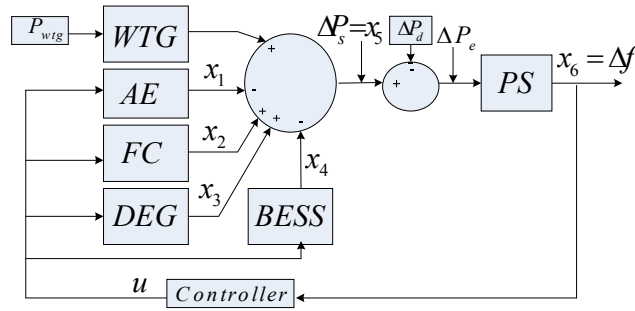 P_wtg
WTG
+
ΔP_s=x_5
ΔP_d
ΔP_e
x_6 = Δf
AE
x_1
-
-
+
PS
FC
x_2
+
+
-
DEG
x_3
x_4
BESS
u
Controller